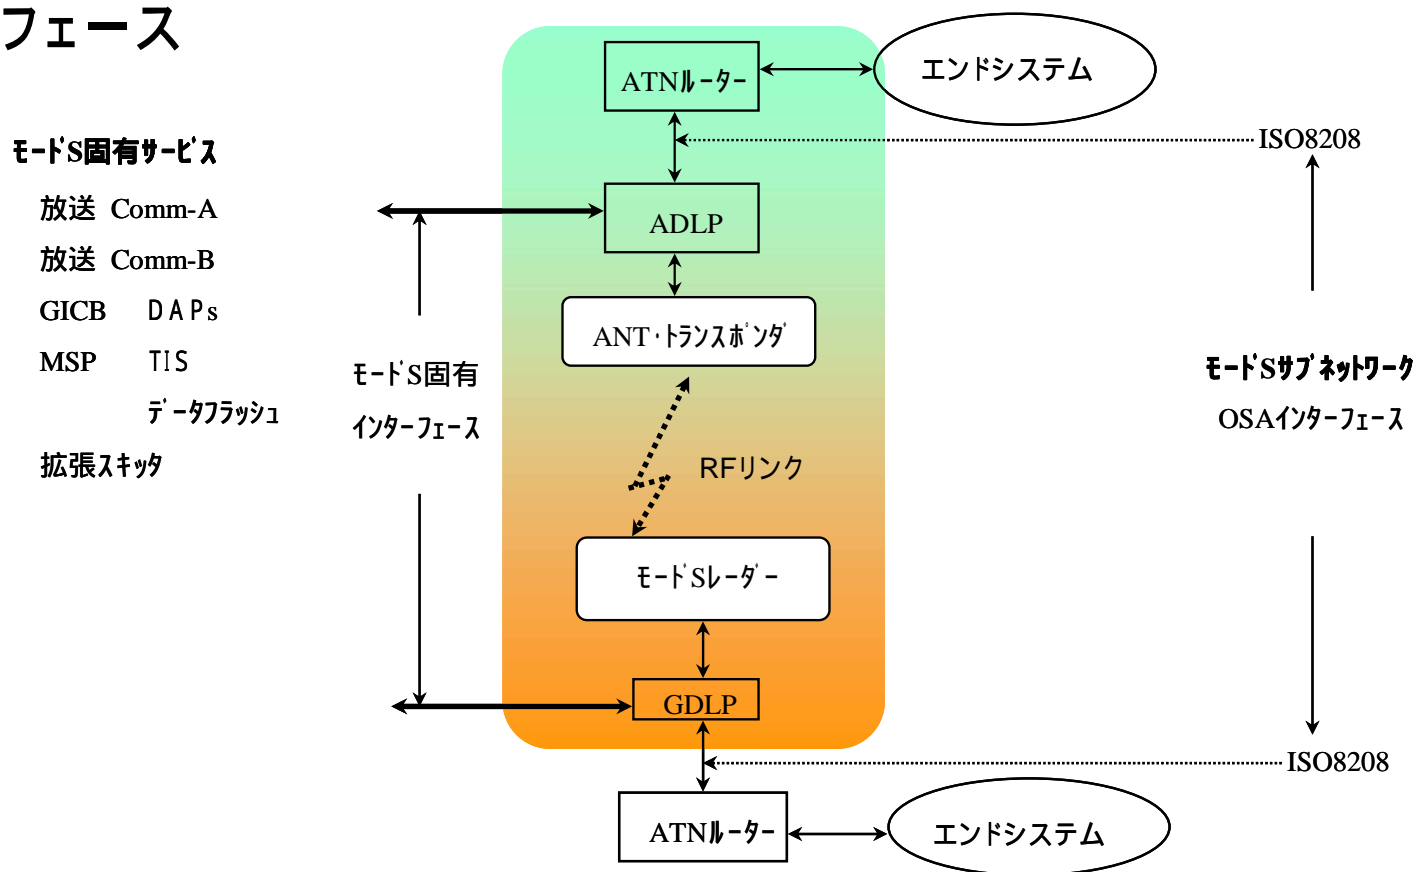 フェース
ATNルーター
エンドシステム
ISO8208
モードS固有サービス
放送 Comm-A
放送 Comm-B
GICB DAPs
MSP TIS
データフラッシュ
拡張スキッタ
ADLP
ANT・トランスポンダ
モードS固有
インターフェース
モードSサブネットワーク
OSAインターフェース
RFリンク
モードSレーダー
GDLP
ISO8208
ATNルーター
エンドシステム